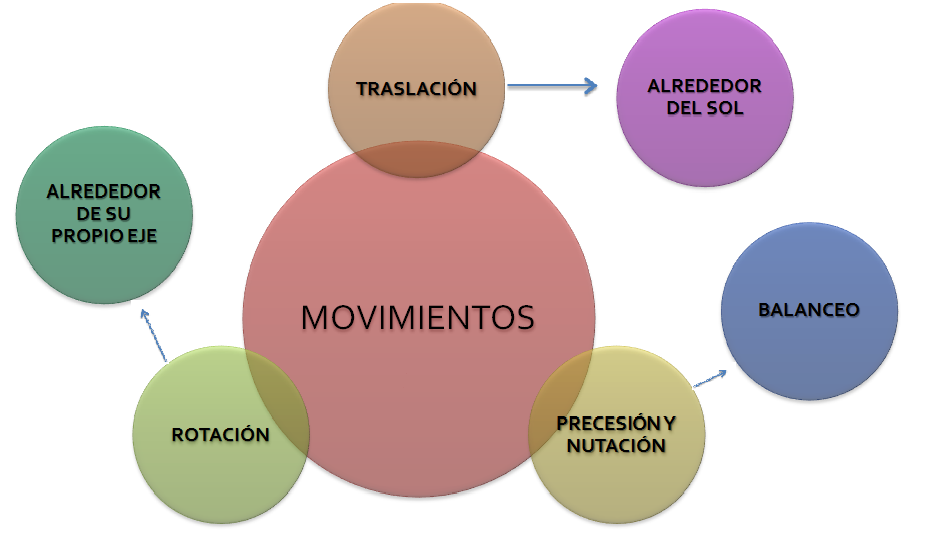 TRASLACIÓN
ALREDEDOR
DEL SOL
ALREDEDOR
DE SU
PROPIO EJE
MOVIMIENTOS
BALANCEO
ROTACIÓN
PRECESIÓN Y
NUTACIÓN